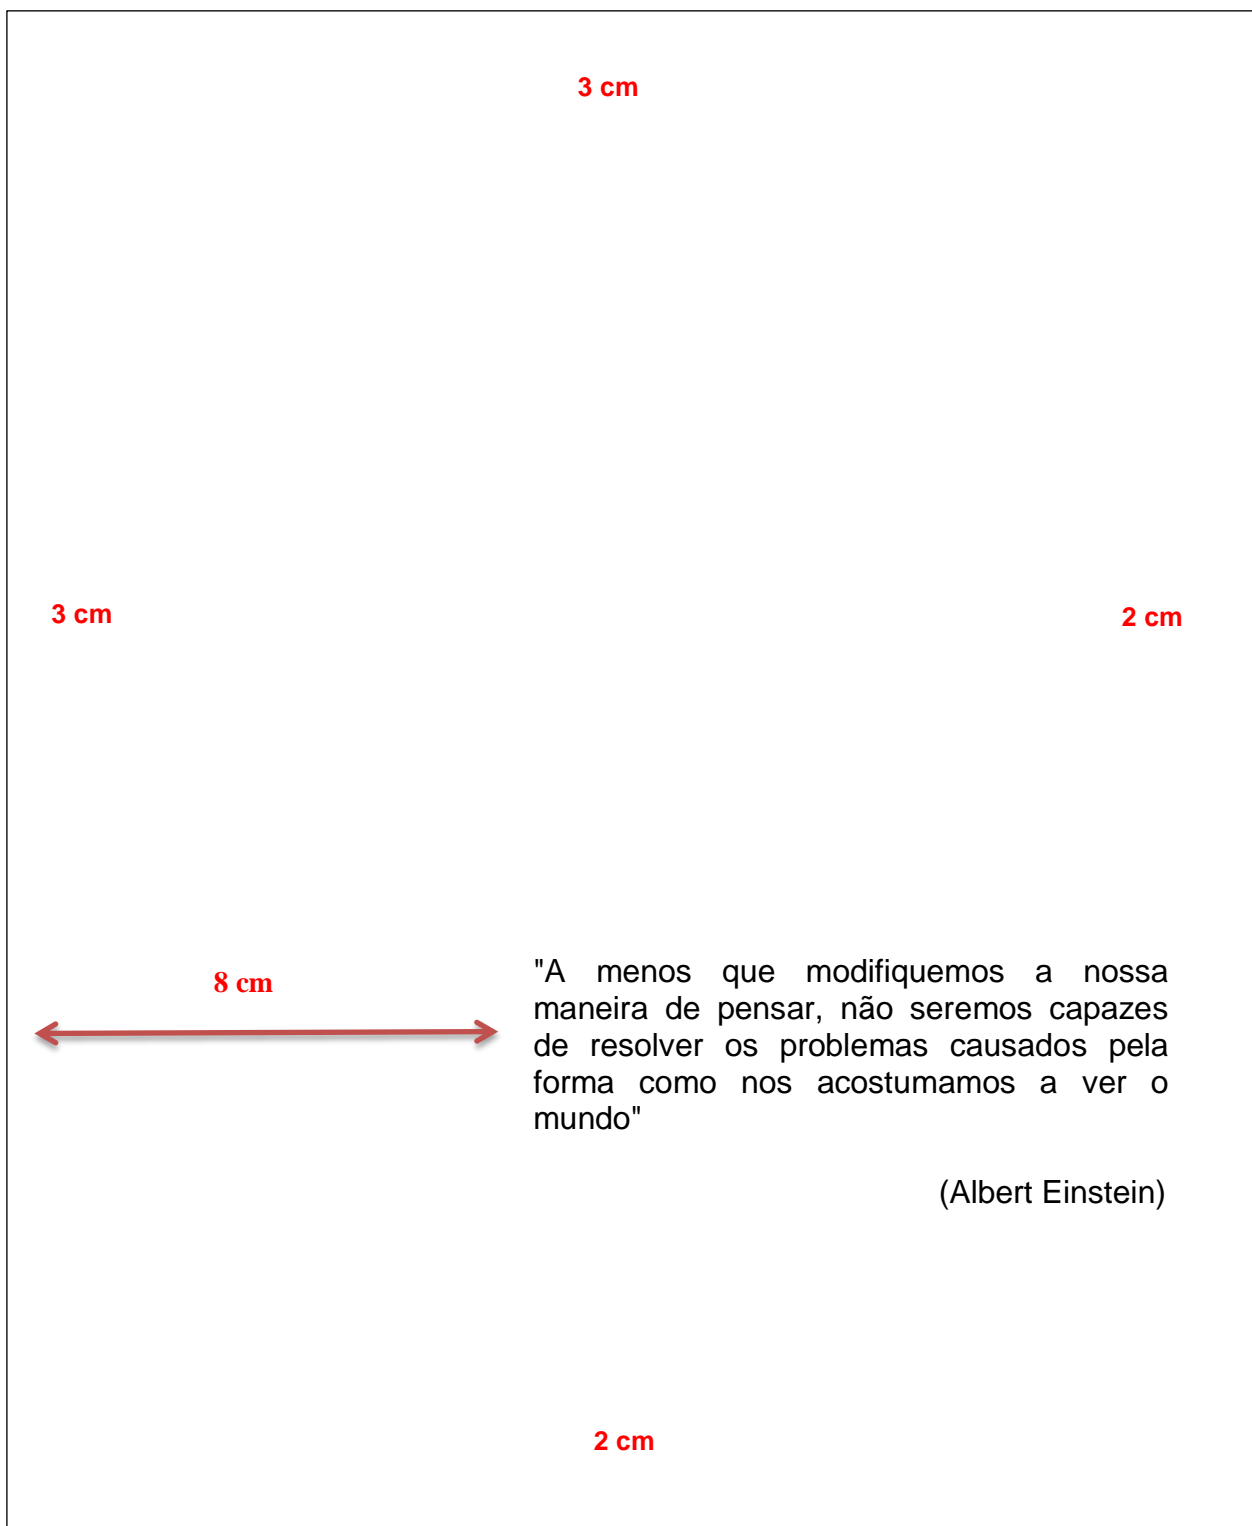 3 cm
3 cm
2 cm
8 cm
"A menos que modifiquemos a nossa
maneira de pensar, não seremos capazes
de resolver os problemas causados pela
forma como nos acostumamos a ver o
mundo"
(Albert Einstein)
2 cm